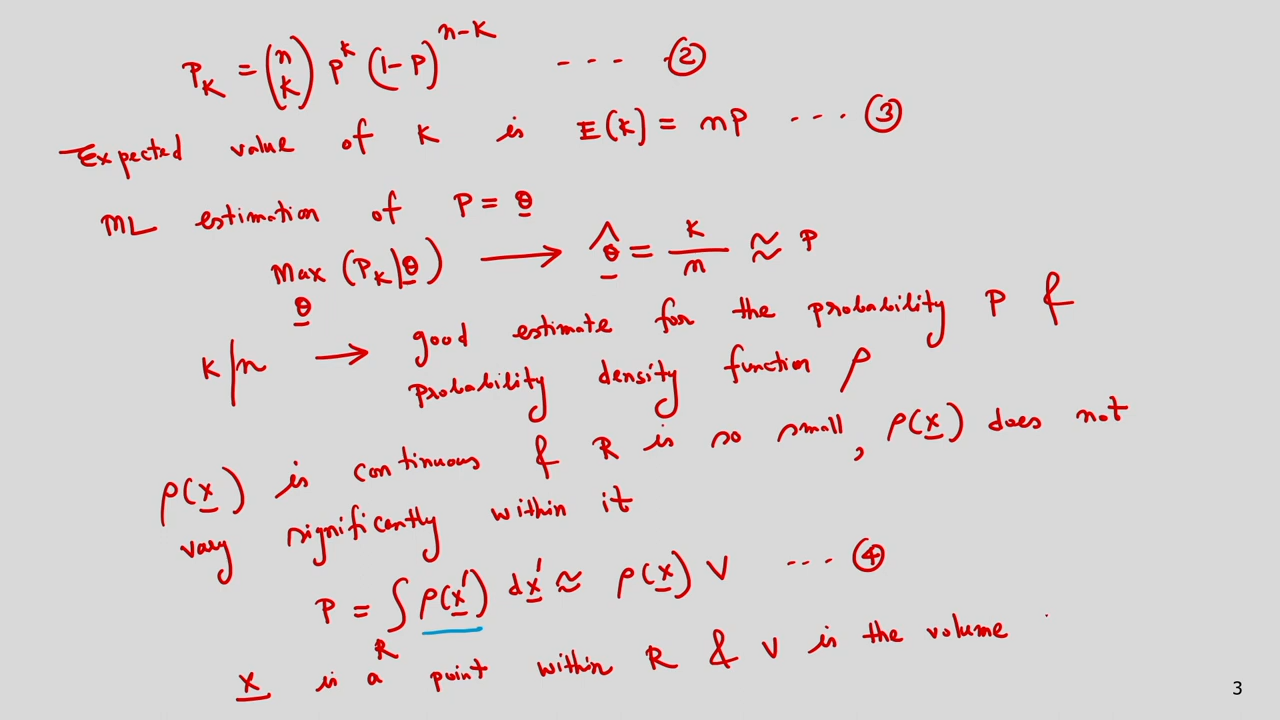 P_K = (n k) P^k (1-P)^{n-K} .... ②
Expected value of K is E(K) = nP .... ③
ML estimation of P = θ
Max (P_K|θ) → θ̂ = K/n ≈ P
θ
K/n → good estimate for the probability P &
probability density function ρ
ρ(x) is continuous & R is so small, ρ(x) does not
vary significantly within it
P = ∫ ρ(x') dx' ≈ ρ(x) V .... ④
R
x is a point within R & V is the volume .
3